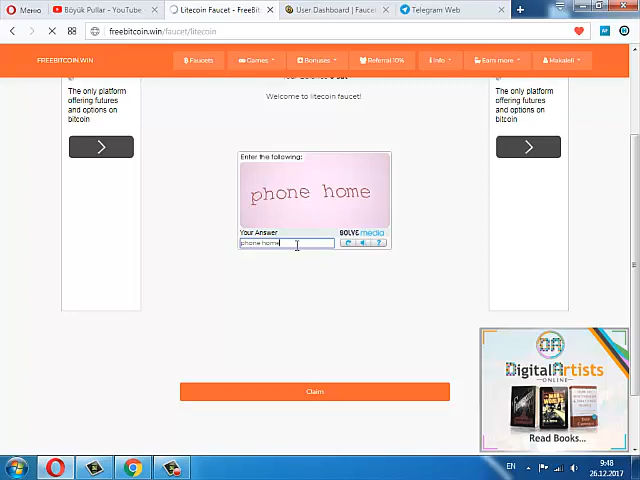 Меню
Böyük Pullar - YouTube
Litecoin Faucet - FreeBit
User Dashboard | Fauce
Telegram Web
freebitcoin.win/faucet/litecoin
FREEBITCOIN.WIN
Faucets
Games
Bonuses
Referral 10%
Info
Earn more
Makaleli
Welcome to litecoin faucet!
The only platform
offering futures
and options on
bitcoin
The only platform
offering futures
and options on
bitcoin
Enter the following:
phone home
Your Answer
SOLVE media
phone home
Claim
DA
DigitalArtists
ONLINE
Read Books...
EN
9:48
26.12.2017